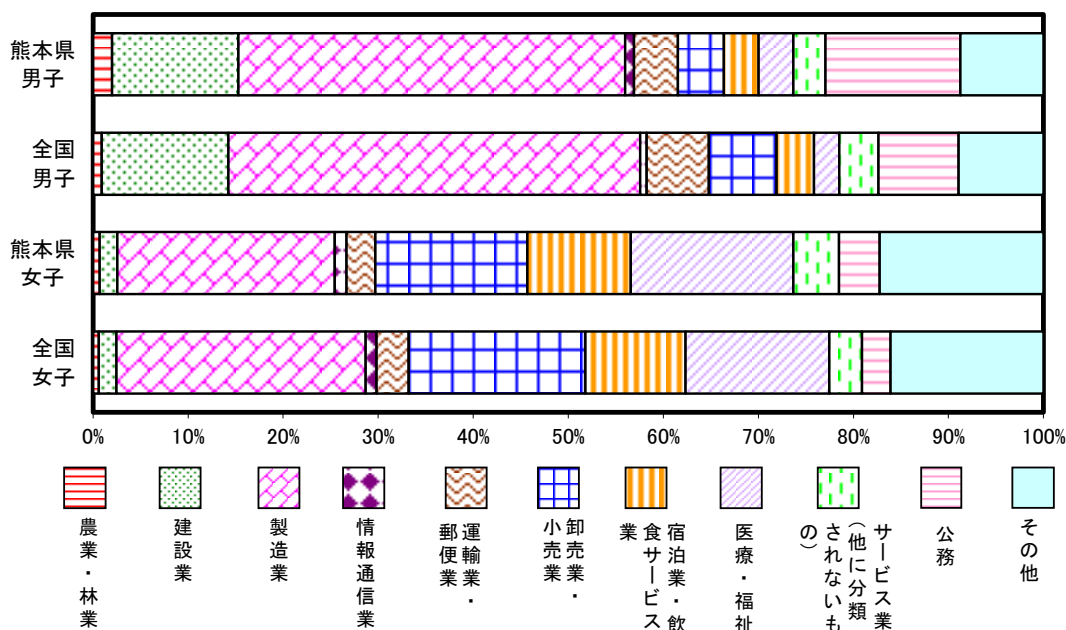 熊本県
男子
全国
男子
熊本県
女子
全国
女子
0% 10% 20% 30% 40% 50% 60% 70% 80% 90% 100%
農業・林業
建設業
製造業
情報通信業
運輸業・
郵便業
卸売業・
小売業
宿泊業・飲
食サービス
業
医療・福祉
サービス業
(他に分類
されないも
の)
公務
その他